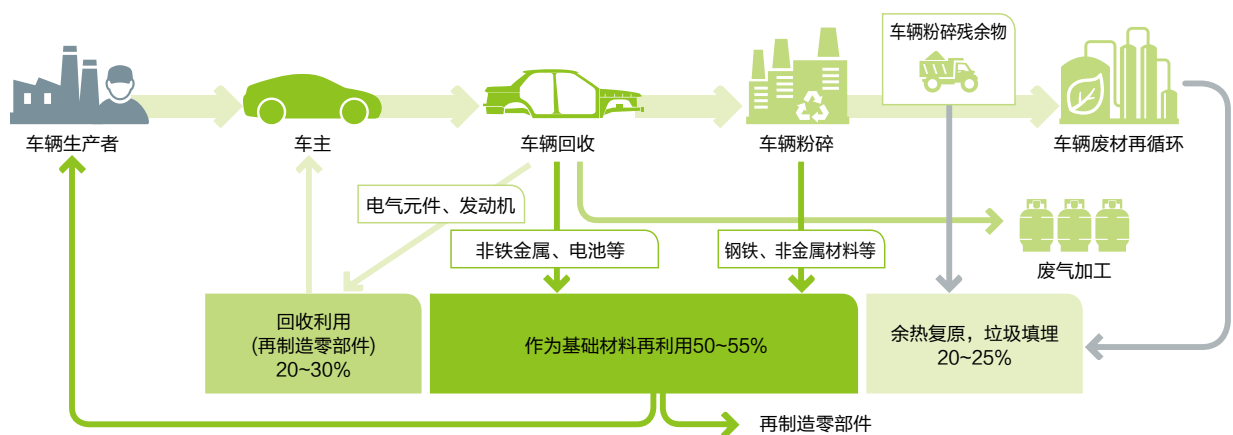 车辆粉碎残余物
车辆生产者
车主
车辆回收
车辆粉碎
车辆废材再循环
电气元件、发动机
非铁金属、电池等
钢铁、非金属材料等
废气加工
回收利用
(再制造零部件)
20~30%
作为基础材料再利用50~55%
余热复原，垃圾填埋
20~25%
再制造零部件